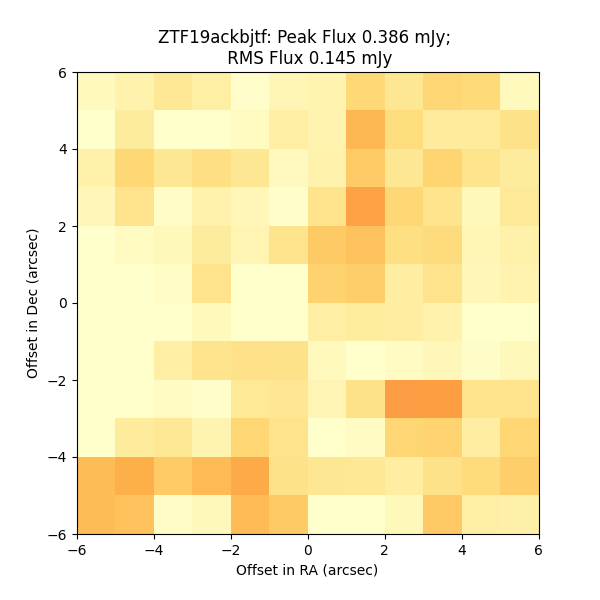 ZTF19ackbjtf: Peak Flux 0.386 mJy;
RMS Flux 0.145 mJy
6
4
2
0
−2
−4
−6
Offset in Dec (arcsec)
−6 −4 −2 0 2 4 6
Offset in RA (arcsec)